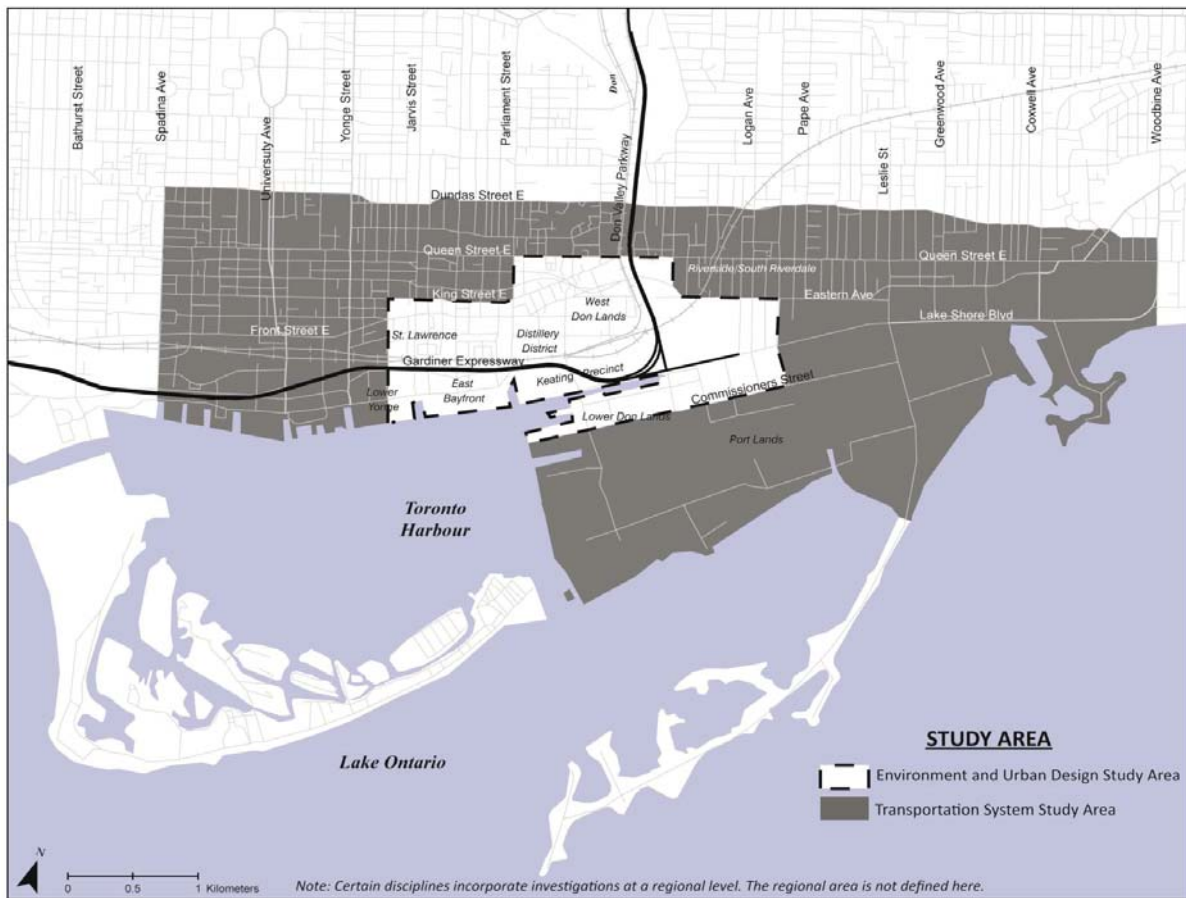 Bathurst Street
Spadina Ave
Universuty Ave
Yonge Street
Jarvis Street
Parliament Street
Don
Don Valley Parkway
Logan Ave
Pape Ave
Leslie St
Greenwood Ave
Coxwell Ave
Woodbine Ave
Dundas Street E
Queen Street E
Queen Street E
Riverside/South Riverdale
King Street E
West
Don Lands
Eastern Ave
Front Street E
St. Lawrence
Distillery
District
Lake Shore Blvd
Gardiner Expressway
Keating Precinct
Lower
Yonge
East
Bayfront
Commissioners Street
Lower Don Lands
Port Lands
Toronto
Harbour
Lake Ontario
STUDY AREA
Environment and Urban Design Study Area
Transportation System Study Area
N
0 0.5 1 Kilometers
Note: Certain disciplines incorporate investigations at a regional level. The regional area is not defined here.